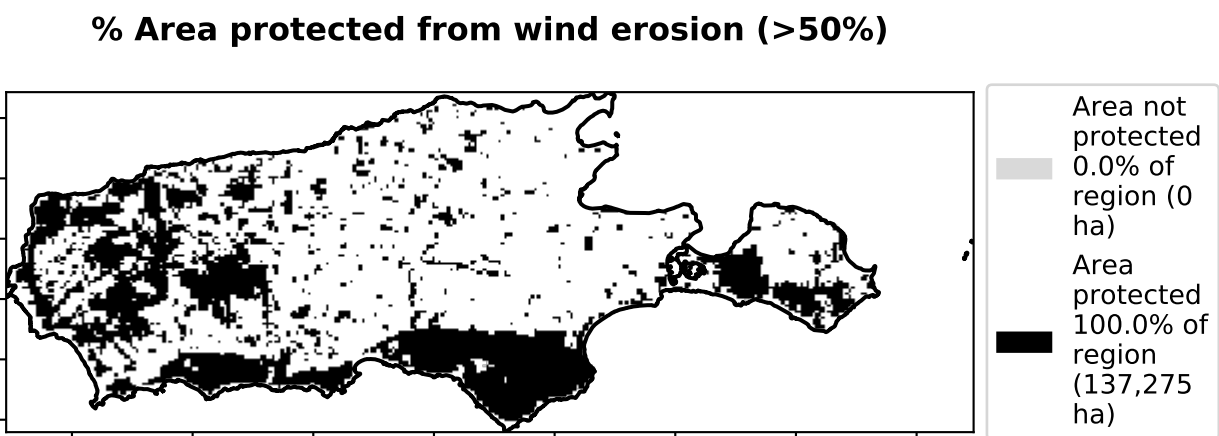 % Area protected from wind erosion (>50%)
Area not
protected
0.0% of
region (0
ha)
Area
protected
100.0% of
region
(137,275
ha)